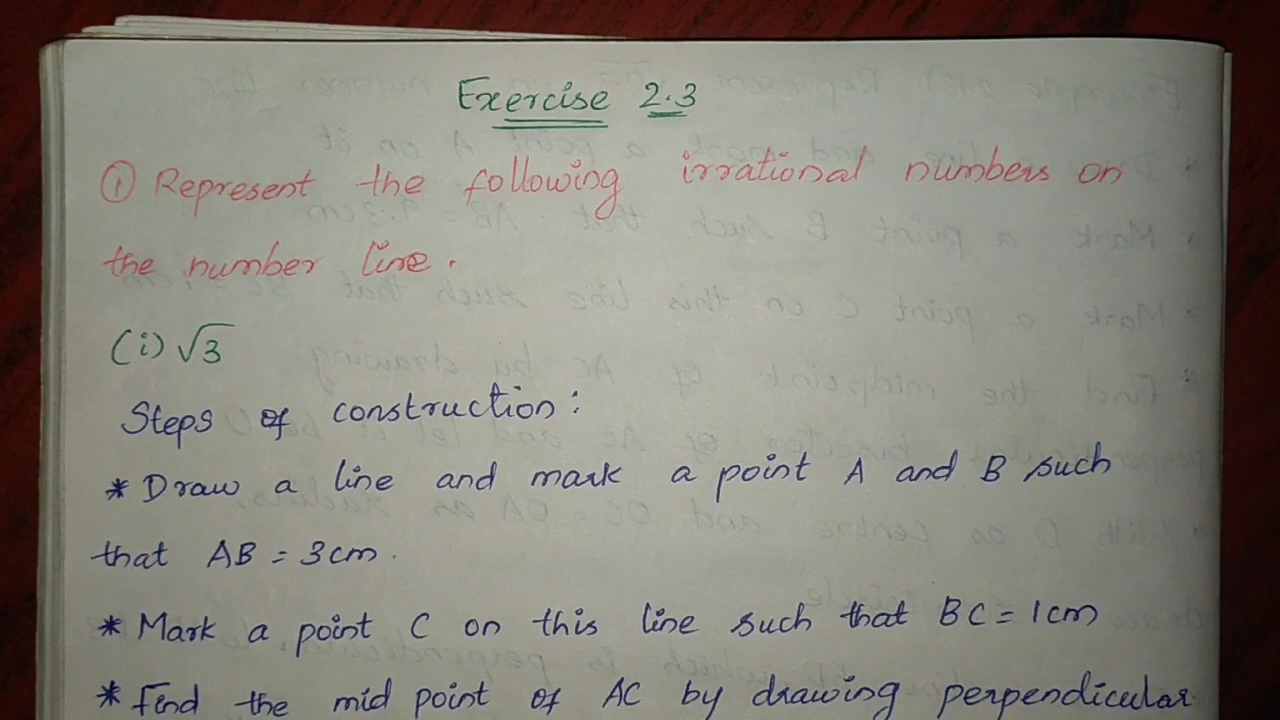 Exercise 2.3
① Represent the following irrational numbers on
the number line.
(i) √3
Steps of construction:
* Draw a line and mark a point A and B such
that AB = 3cm.
* Mark a point C on this line such that BC = 1cm
* Find the mid point of AC by drawing perpendicular